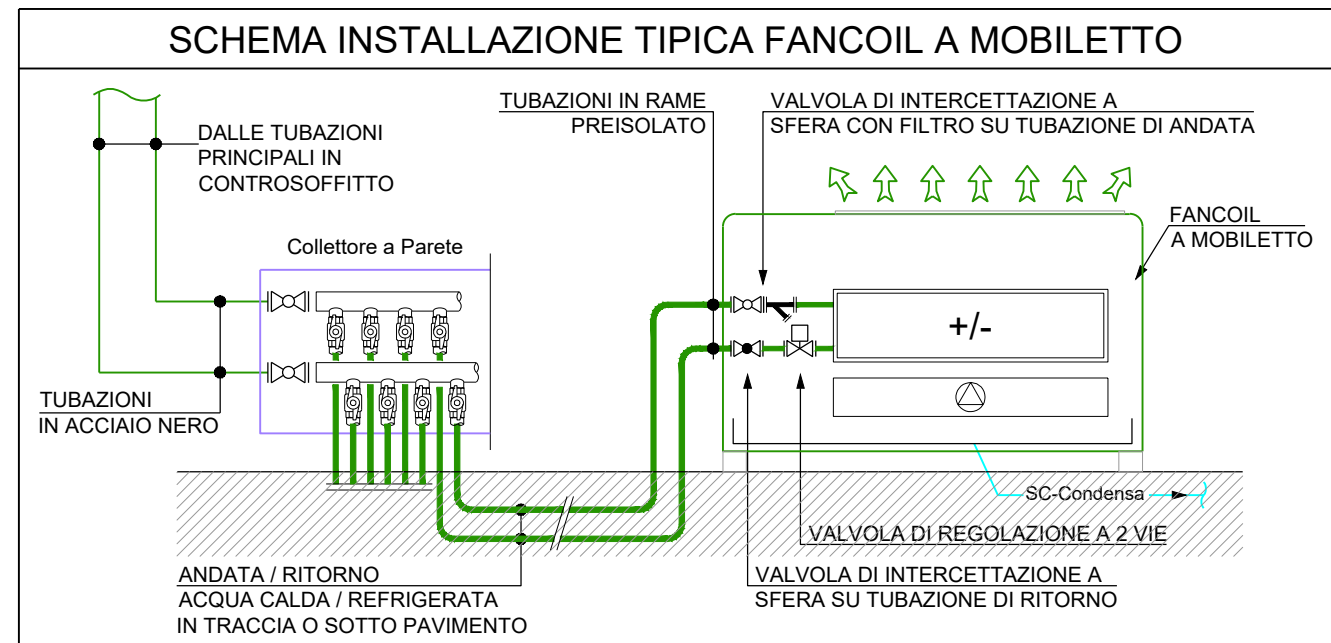 SCHEMA INSTALLAZIONE TIPICA FANCOIL A MOBILETTO
DALLE TUBAZIONI
PRINCIPALI IN
CONTROSOFFITTO
TUBAZIONI IN RAME
PREISOLATO
VALVOLA DI INTERCETTAZIONE A
SFERA CON FILTRO SU TUBAZIONE DI ANDATA
FANCOIL
A MOBILETTO
Collettore a Parete
+/-
TUBAZIONI
IN ACCIAIO NERO
SC-Condensa
VALVOLA DI REGOLAZIONE A 2 VIE
ANDATA / RITORNO
ACQUA CALDA / REFRIGERATA
IN TRACCIA O SOTTO PAVIMENTO
VALVOLA DI INTERCETTAZIONE A
SFERA SU TUBAZIONE DI RITORNO